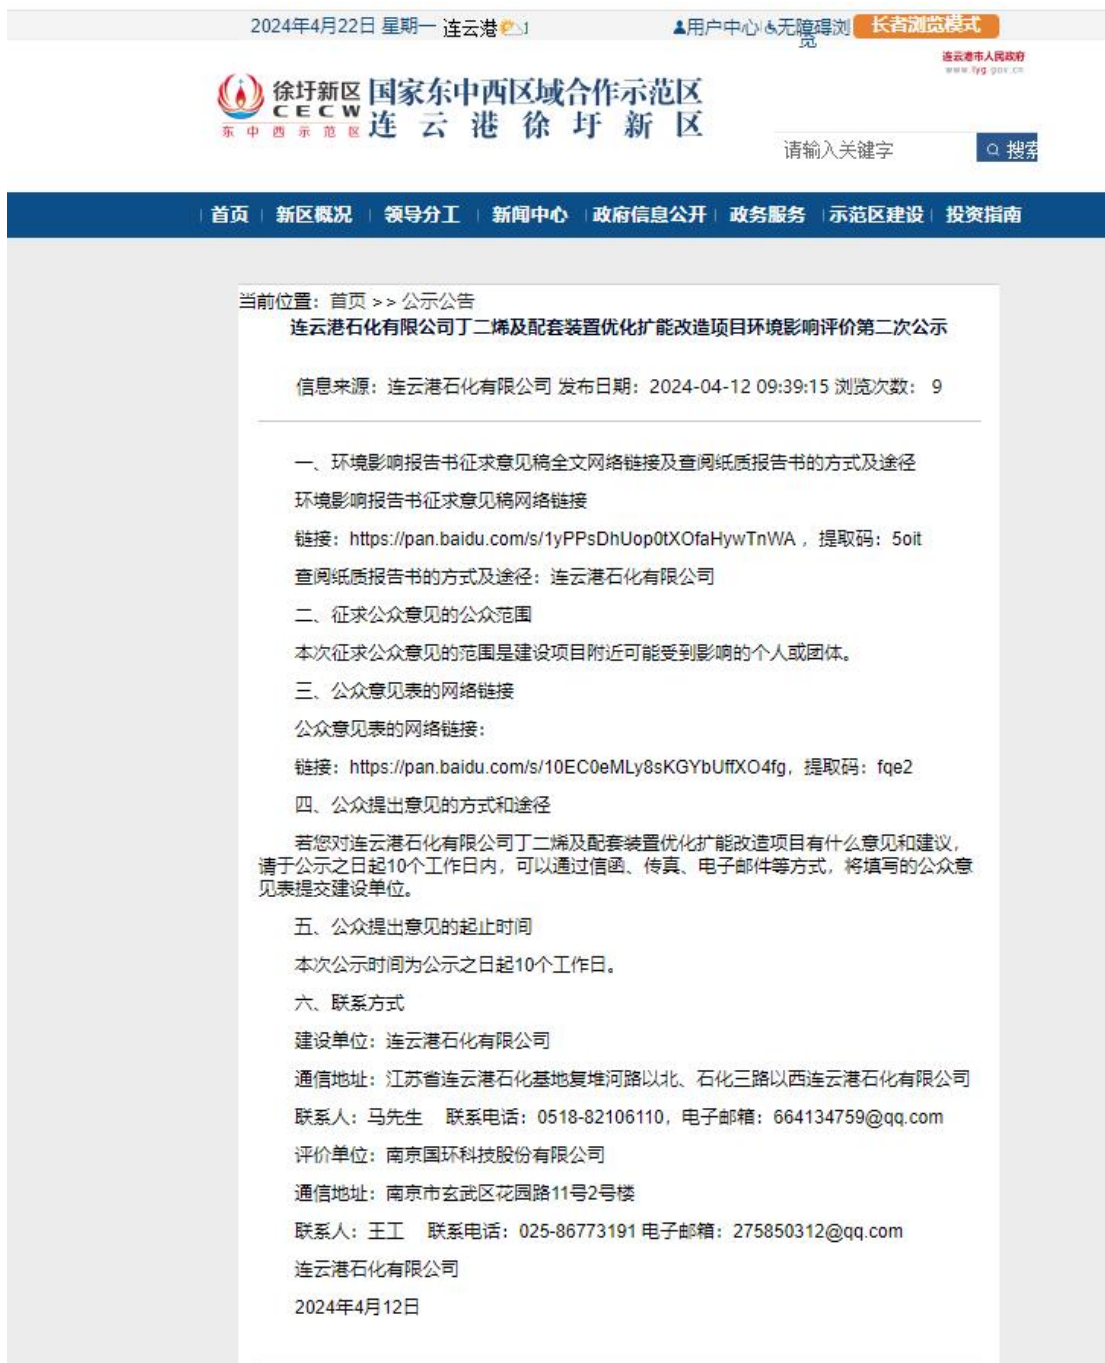 2024年4月22日 星期一 连云港
用户中心 无障碍浏览 长者浏览模式
连云港市人民政府
www.lyg.gov.cn
徐圩新区 国家东中西区域合作示范区
CECW
东中西示范区 连云港徐圩新区
请输入关键字 搜索
首页 新区概况 领导分工 新闻中心 政府信息公开 政务服务 示范区建设 投资指南
当前位置：首页 >> 公示公告
连云港石化有限公司丁二烯及配套装置优化扩能改造项目环境影响评价第二次公示
信息来源：连云港石化有限公司 发布日期：2024-04-12 09:39:15 浏览次数： 9
一、环境影响报告书征求意见稿全文网络链接及查阅纸质报告书的方式及途径
环境影响报告书征求意见稿网络链接
链接：https://pan.baidu.com/s/1yPPsDhUop0tXOfaHywTnWA ，提取码：5oit
查阅纸质报告书的方式及途径：连云港石化有限公司
二、征求公众意见的公众范围
本次征求公众意见的范围是建设项目附近可能受到影响的个人或团体。
三、公众意见表的网络链接
公众意见表的网络链接：
链接：https://pan.baidu.com/s/10EC0eMLy8sKGYbUffXO4fg，提取码：fqe2
四、公众提出意见的方式和途径
若您对连云港石化有限公司丁二烯及配套装置优化扩能改造项目有什么意见和建议，
请于公示之日起10个工作日内，可以通过信函、传真、电子邮件等方式，将填写的公众意
见表提交建设单位。
五、公众提出意见的起止时间
本次公示时间为公示之日起10个工作日。
六、联系方式
建设单位：连云港石化有限公司
通信地址：江苏省连云港石化基地复堆河路以北、石化三路以西连云港石化有限公司
联系人：马先生 联系电话：0518-82106110，电子邮箱：664134759@qq.com
评价单位：南京国环科技股份有限公司
通信地址：南京市玄武区花园路11号2号楼
联系人：王工 联系电话：025-86773191 电子邮箱：275850312@qq.com
连云港石化有限公司
2024年4月12日